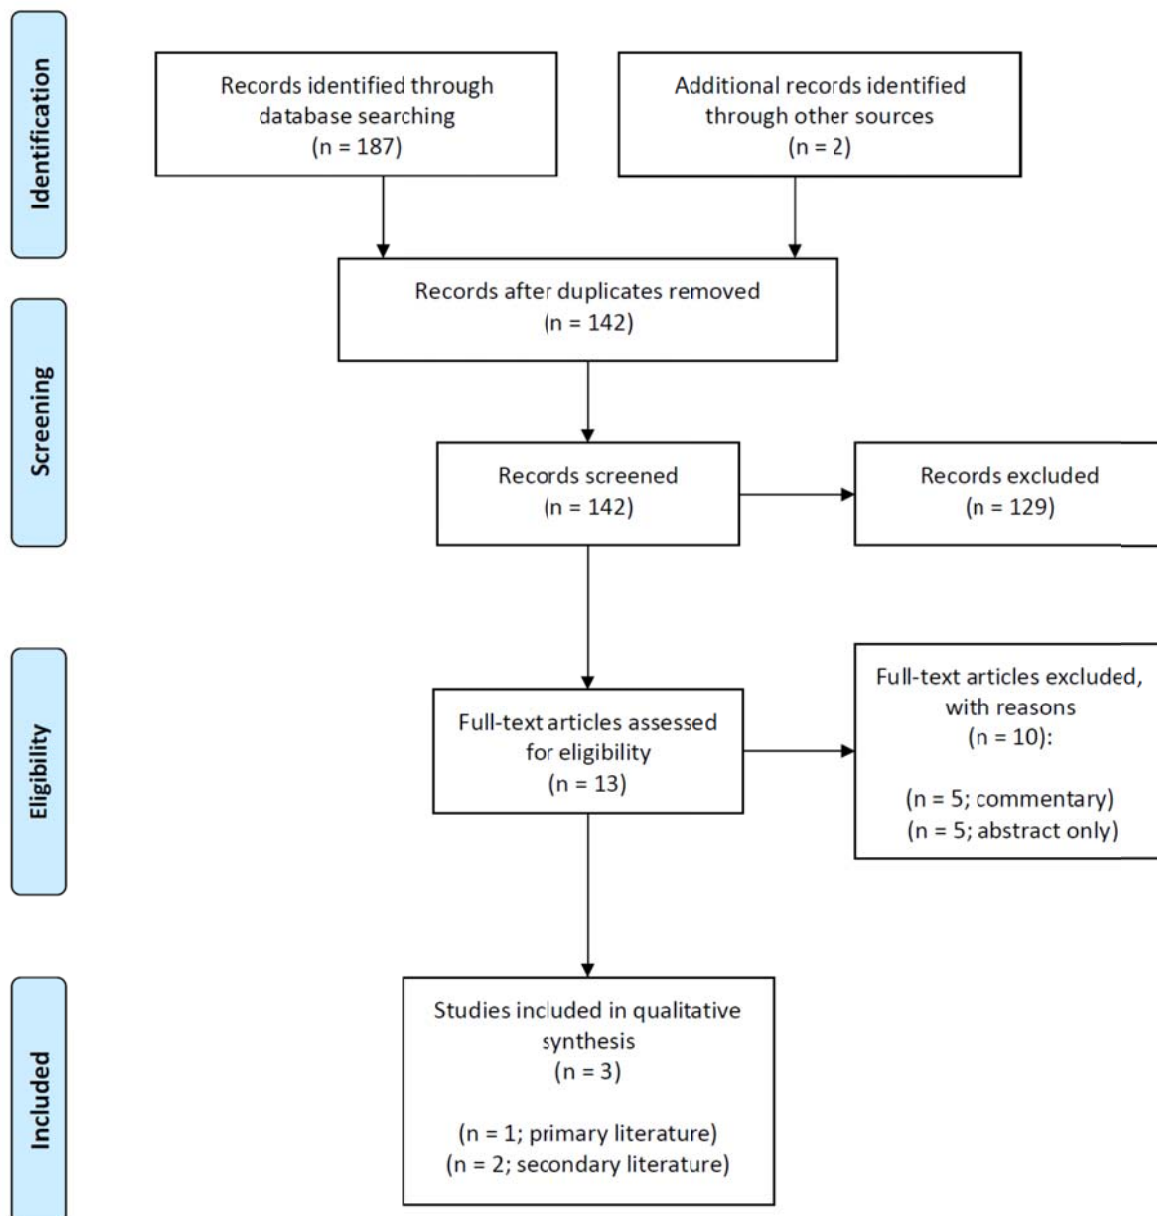 Identification
Records identified through
database searching
(n = 187)
Additional records identified
through other sources
(n = 2)
Records after duplicates removed
(n = 142)
Screening
Records screened
(n = 142)
Records excluded
(n = 129)
Eligibility
Full-text articles assessed
for eligibility
(n = 13)
Full-text articles excluded,
with reasons
(n = 10):
(n = 5; commentary)
(n = 5; abstract only)
Included
Studies included in qualitative
synthesis
(n = 3)
(n = 1; primary literature)
(n = 2; secondary literature)